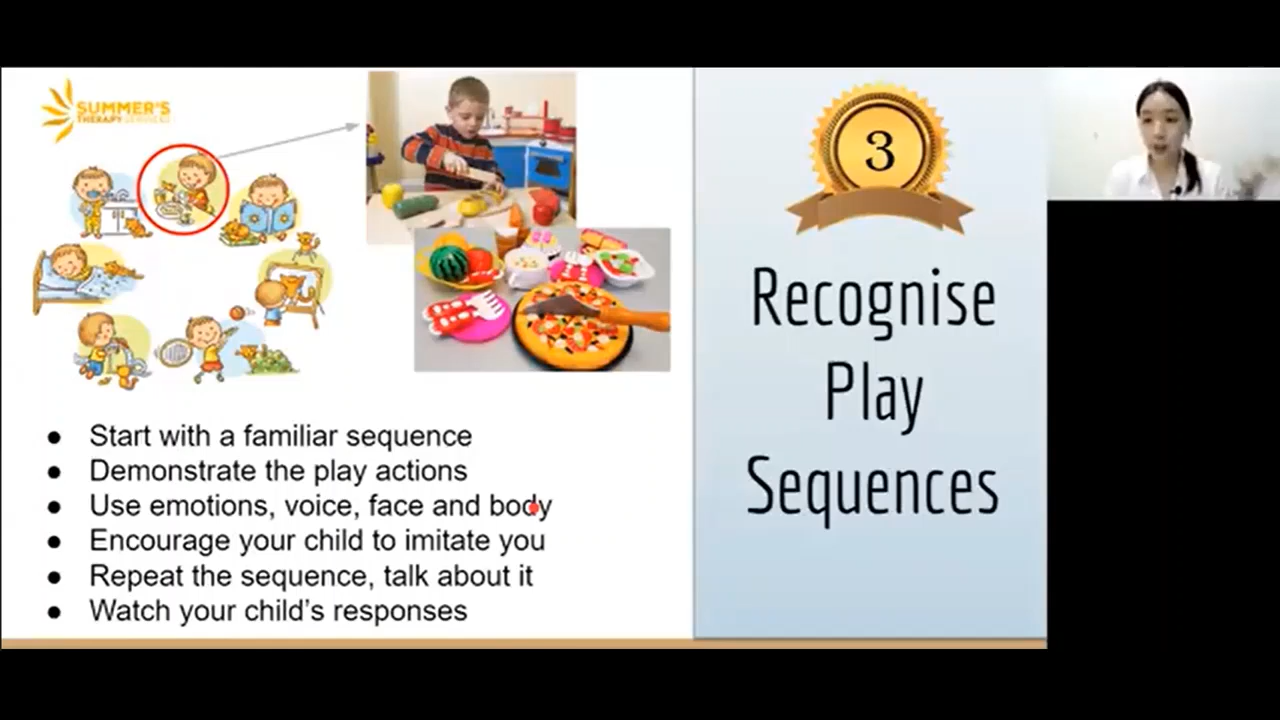 SUMMER'S
THERAPY SERVICES
3
Recognise
Play
Sequences
● Start with a familiar sequence
● Demonstrate the play actions
● Use emotions, voice, face and body
● Encourage your child to imitate you
● Repeat the sequence, talk about it
● Watch your child's responses